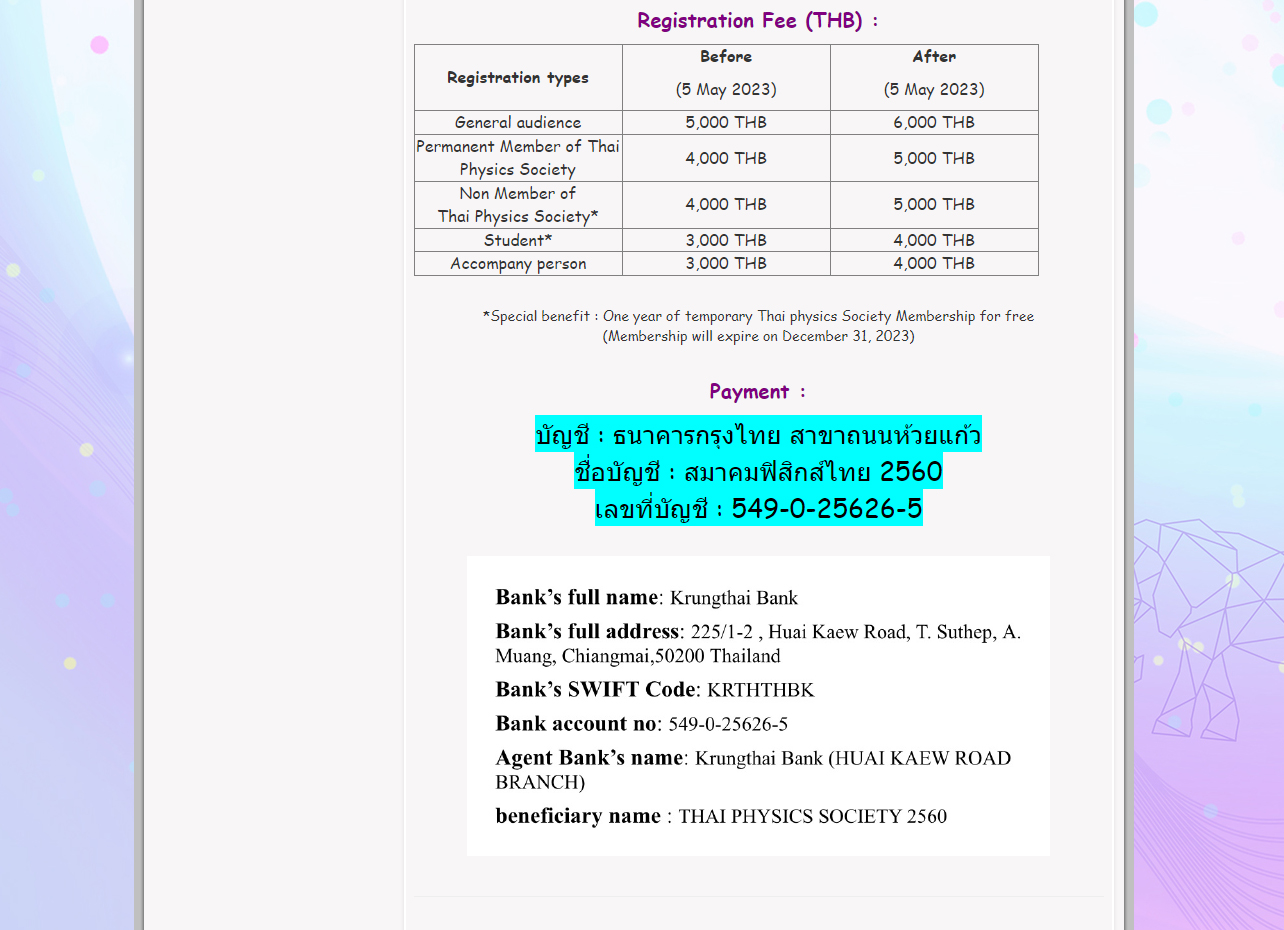 Registration Fee (THB) :
Registration types
Before
(5 May 2023)
After
(5 May 2023)
General audience 5,000 THB 6,000 THB
Permanent Member of Thai
Physics Society 4,000 THB 5,000 THB
Non Member of
Thai Physics Society* 4,000 THB 5,000 THB
Student* 3,000 THB 4,000 THB
Accompany person 3,000 THB 4,000 THB
*Special benefit : One year of temporary Thai physics Society Membership for free
(Membership will expire on December 31, 2023)
Payment :
บัญชี : ธนาคารกรุงไทย สาขาถนนห้วยแก้ว
ชื่อบัญชี : สมาคมฟิสิกส์ไทย 2560
เลขที่บัญชี : 549-0-25626-5
Bank’s full name: Krungthai Bank
Bank’s full address: 225/1-2 , Huai Kaew Road, T. Suthep, A.
Muang, Chiangmai,50200 Thailand
Bank’s SWIFT Code: KRTHTHBK
Bank account no: 549-0-25626-5
Agent Bank’s name: Krungthai Bank (HUAI KAEW ROAD
BRANCH)
beneficiary name : THAI PHYSICS SOCIETY 2560